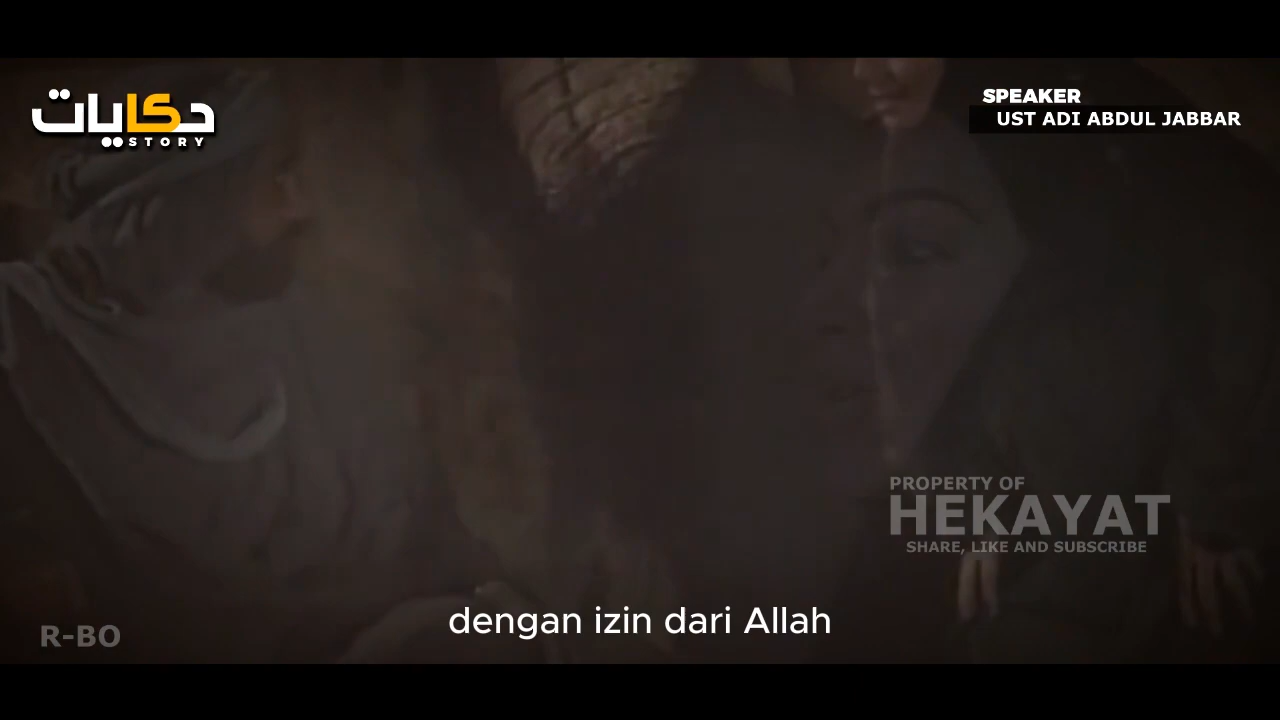 حكايات
STORY
SPEAKER
UST ADI ABDUL JABBAR
PROPERTY OF
HEKAYAT
SHARE, LIKE AND SUBSCRIBE
dengan izin dari Allah
R-BO